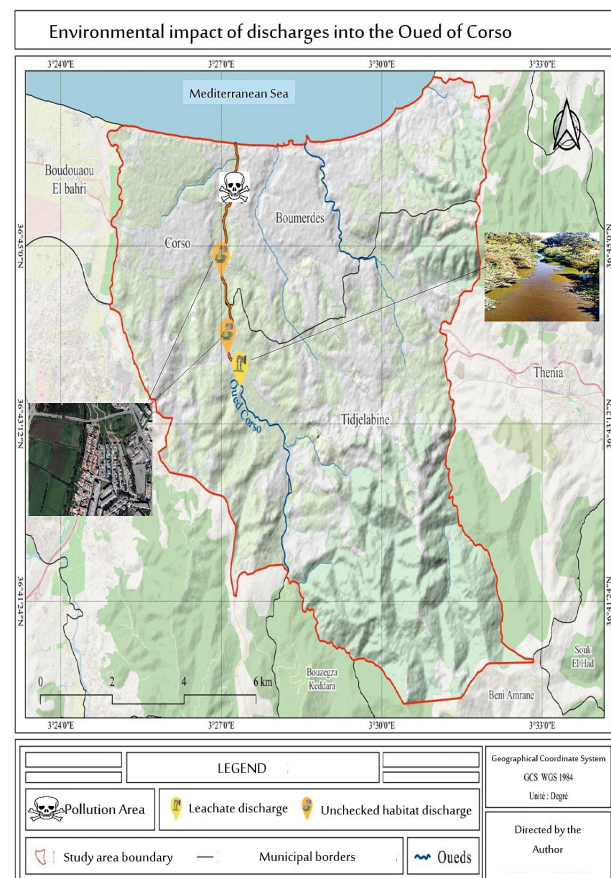 Environmental impact of discharges into the Oued of Corso
3°24'0"E 3°27'0"E 3°30'0"E 3°33'0"E
Mediterranean Sea
Boudouaou
El bahri
Corso
Boumerdes
36°45'0"N
36°45'0"N
Thenia
Oued Corso
Tidjelabine
36°43'12"N
36°43'12"N
36°41'24"N
36°41'24"N
Souk
El Had
Bouzegza
Keddara
Beni Amrane
0 2 4 6 km
3°24'0"E 3°27'0"E 3°30'0"E 3°33'0"E
LEGEND
Pollution Area
Leachate discharge
Unchecked habitat discharge
Study area boundary
Municipal borders
Oueds
Geographical Coordinate System
GCS WGS 1984
Unité : Degré
Directed by the
Author